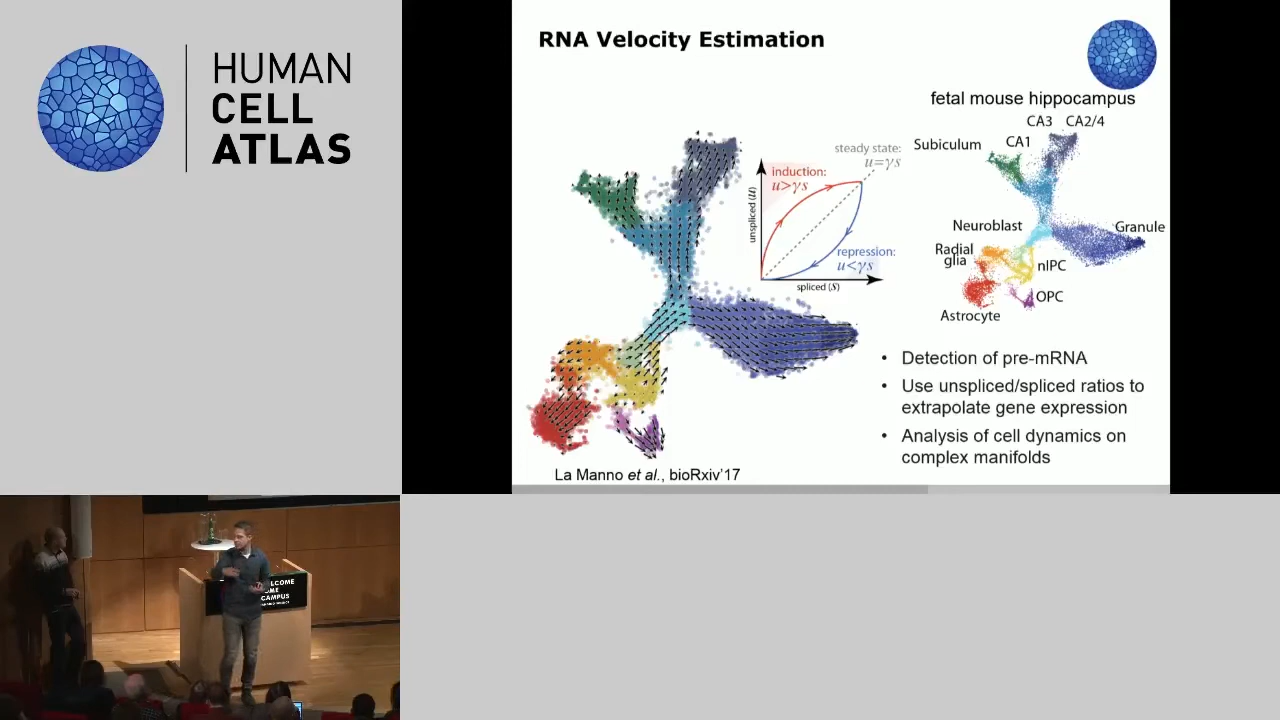 HUMAN
CELL
ATLAS
RNA Velocity Estimation
fetal mouse hippocampus
CA3 CA2/4
CA1
Subiculum
Neuroblast
Granule
Radial
glia
nIPC
OPC
Astrocyte
steady state:
u=γs
induction:
u>γs
repression:
u<γs
unspliced (u)
spliced (s)
• Detection of pre-mRNA
• Use unspliced/spliced ratios to
extrapolate gene expression
• Analysis of cell dynamics on
complex manifolds
La Manno et al., bioRxiv'17
CAMPUS